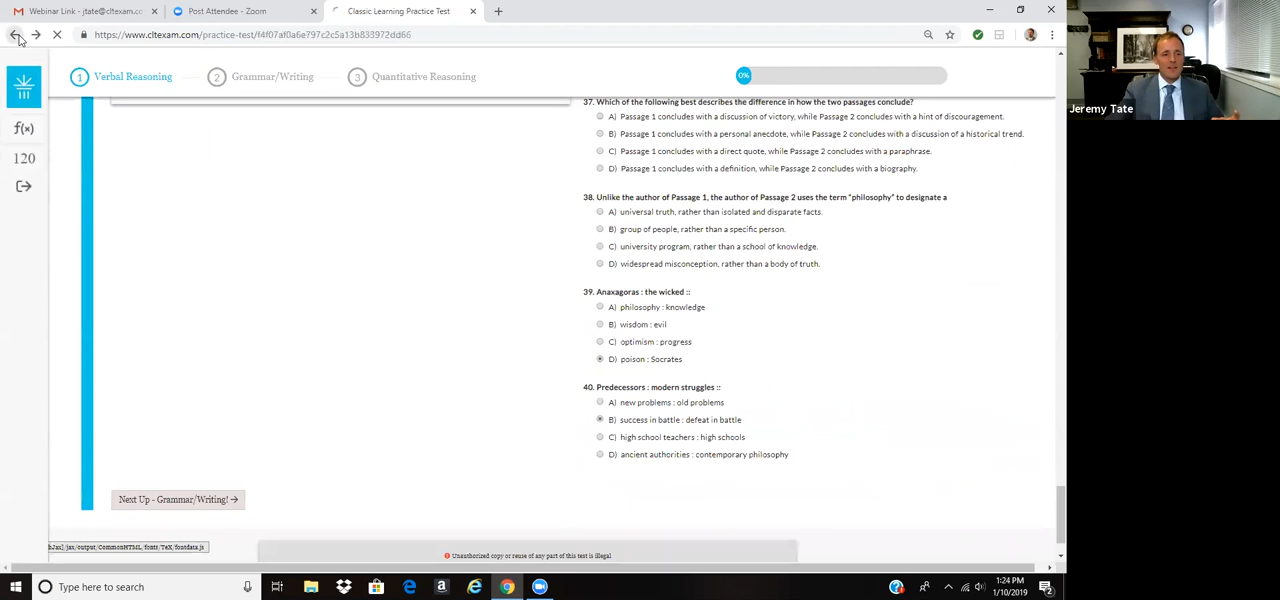 Webinar Link - jtate@cltexam.co
Post Attendee - Zoom
Classic Learning Practice Test
https://www.cltexam.com/practice-test/f4f07af0a6e797c2c5a13b833972dd66
1 Verbal Reasoning
2 Grammar/Writing
3 Quantitative Reasoning
0%
Jeremy Tate
f(x)
120
37. Which of the following best describes the difference in how the two passages conclude?
A) Passage 1 concludes with a discussion of victory, while Passage 2 concludes with a hint of discouragement.
B) Passage 1 concludes with a personal anecdote, while Passage 2 concludes with a discussion of a historical trend.
C) Passage 1 concludes with a direct quote, while Passage 2 concludes with a paraphrase.
D) Passage 1 concludes with a definition, while Passage 2 concludes with a biography.
38. Unlike the author of Passage 1, the author of Passage 2 uses the term "philosophy" to designate a
A) universal truth, rather than isolated and disparate facts.
B) group of people, rather than a specific person.
C) university program, rather than a school of knowledge.
D) widespread misconception, rather than a body of truth.
39. Anaxagoras : the wicked ::
A) philosophy : knowledge
B) wisdom : evil
C) optimism : progress
D) poison : Socrates
40. Predecessors : modern struggles ::
A) new problems : old problems
B) success in battle : defeat in battle
C) high school teachers : high schools
D) ancient authorities : contemporary philosophy
Next Up - Grammar/Writing! →
hJax]/jax/output/CommonHTML/fonts/TeX/fontdata.js
Unauthorized copy or reuse of any part of this test is illegal
Type here to search
1:24 PM
1/10/2019
2